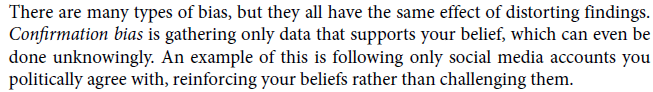 There are many types of bias, but they all have the same effect of distorting findings.
Confirmation bias is gathering only data that supports your belief, which can even be
done unknowingly. An example of this is following only social media accounts you
politically agree with, reinforcing your beliefs rather than challenging them.